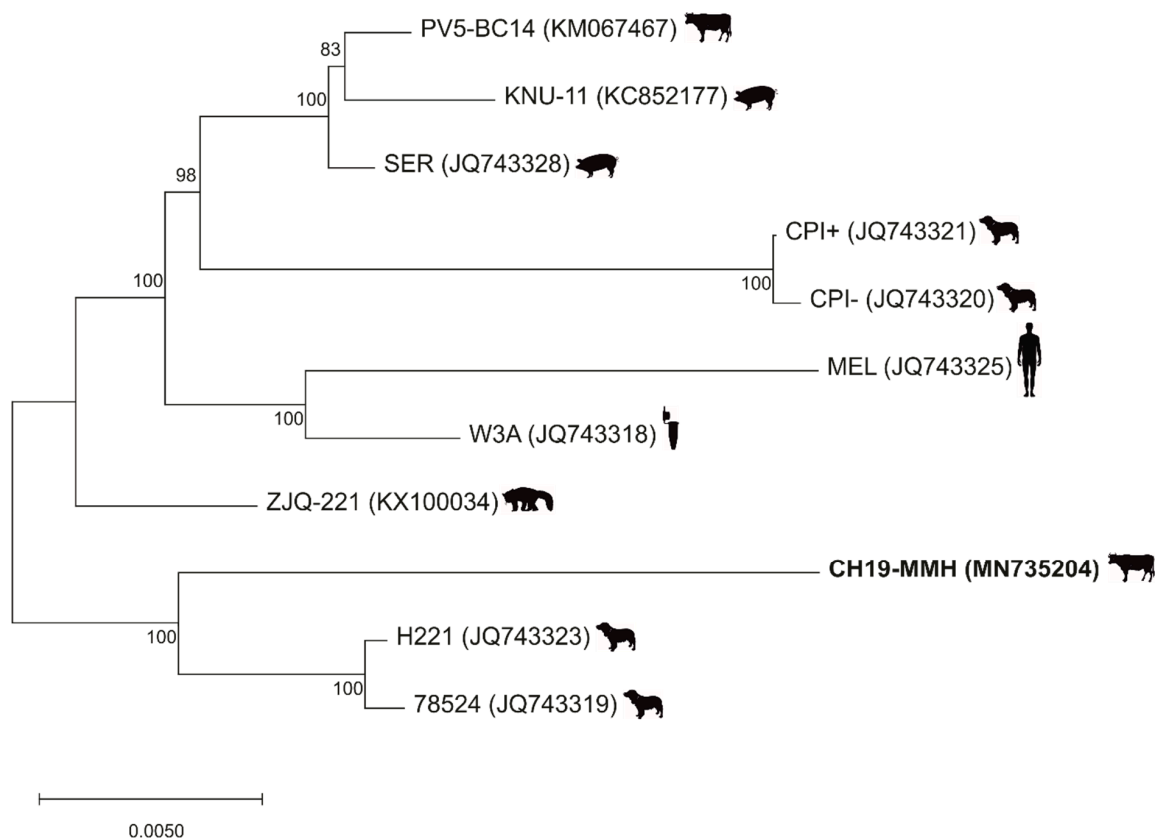 PV5-BC14 (KM067467)
83
KNU-11 (KC852177)
100
SER (JQ743328)
98
CPI+ (JQ743321)
100
100
CPI- (JQ743320)
MEL (JQ743325)
100
W3A (JQ743318)
ZJQ-221 (KX100034)
CH19-MMH (MN735204)
100
H221 (JQ743323)
100
78524 (JQ743319)
0.0050